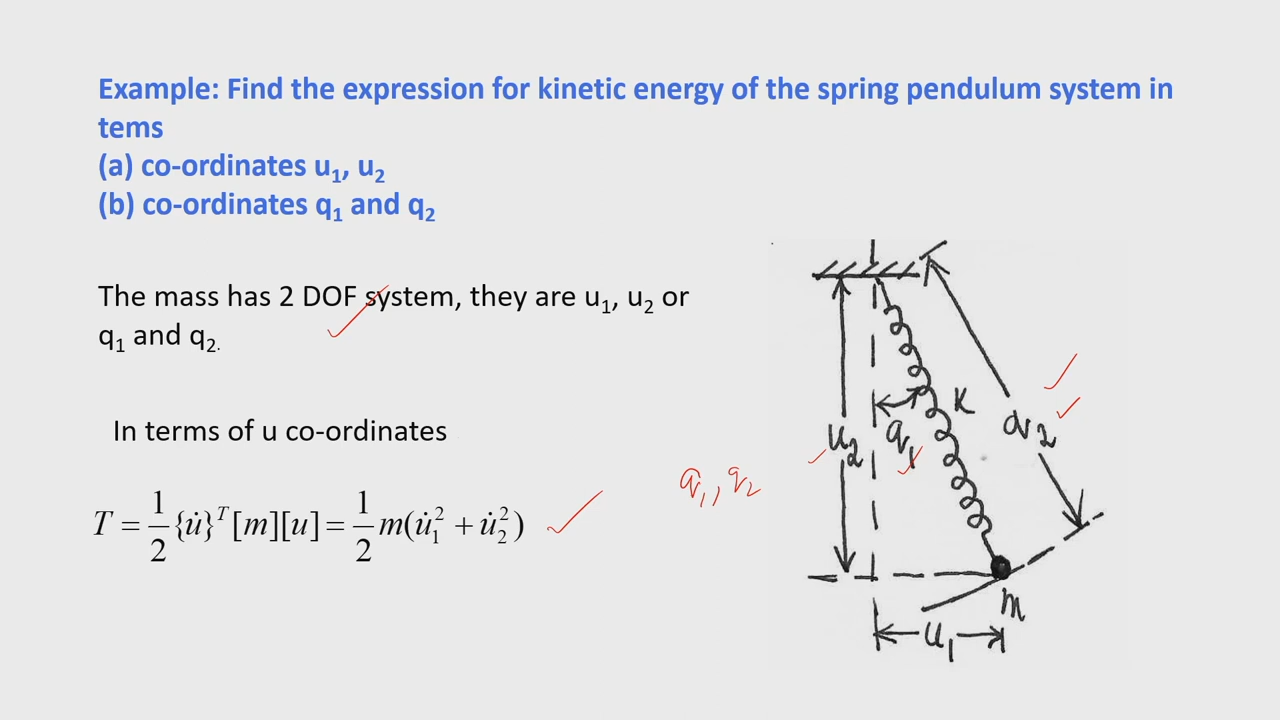 Example: Find the expression for kinetic energy of the spring pendulum system in
tems
(a) co-ordinates u₁, u₂
(b) co-ordinates q₁ and q₂
The mass has 2 DOF system, they are u₁, u₂ or
q₁ and q₂.
In terms of u co-ordinates
T = 1/2 {u̇}ᵀ[m][u] = 1/2 m(u̇₁² + u̇₂²)
q₁, q₂
u₂
q₁
K
q₂
m
u₁